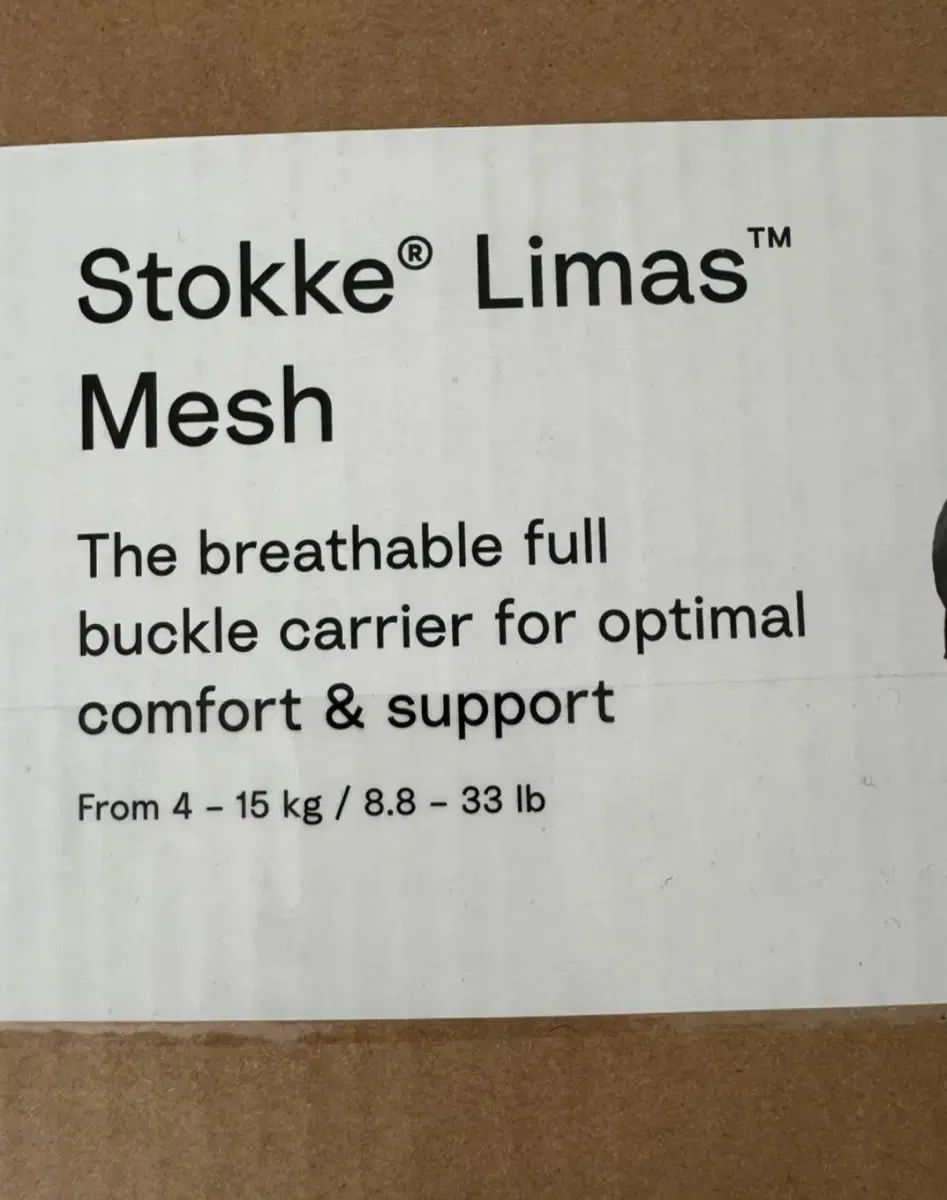 Stokke® Limas™
Mesh
The breathable full
buckle carrier for optimal
comfort & support
From 4 – 15 kg / 8.8 – 33 lb